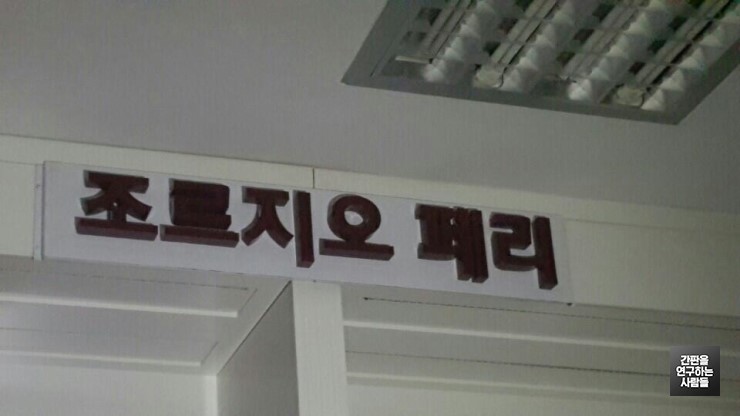 조르지오 페리
간판을
연구하는
사람들